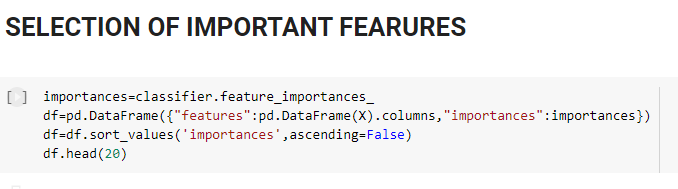 SELECTION OF IMPORTANT FEARURES
[ ] importances=classifier.feature_importances_
df=pd.DataFrame({"features":pd.DataFrame(X).columns,"importances":importances})
df=df.sort_values('importances',ascending=False)
df.head(20)